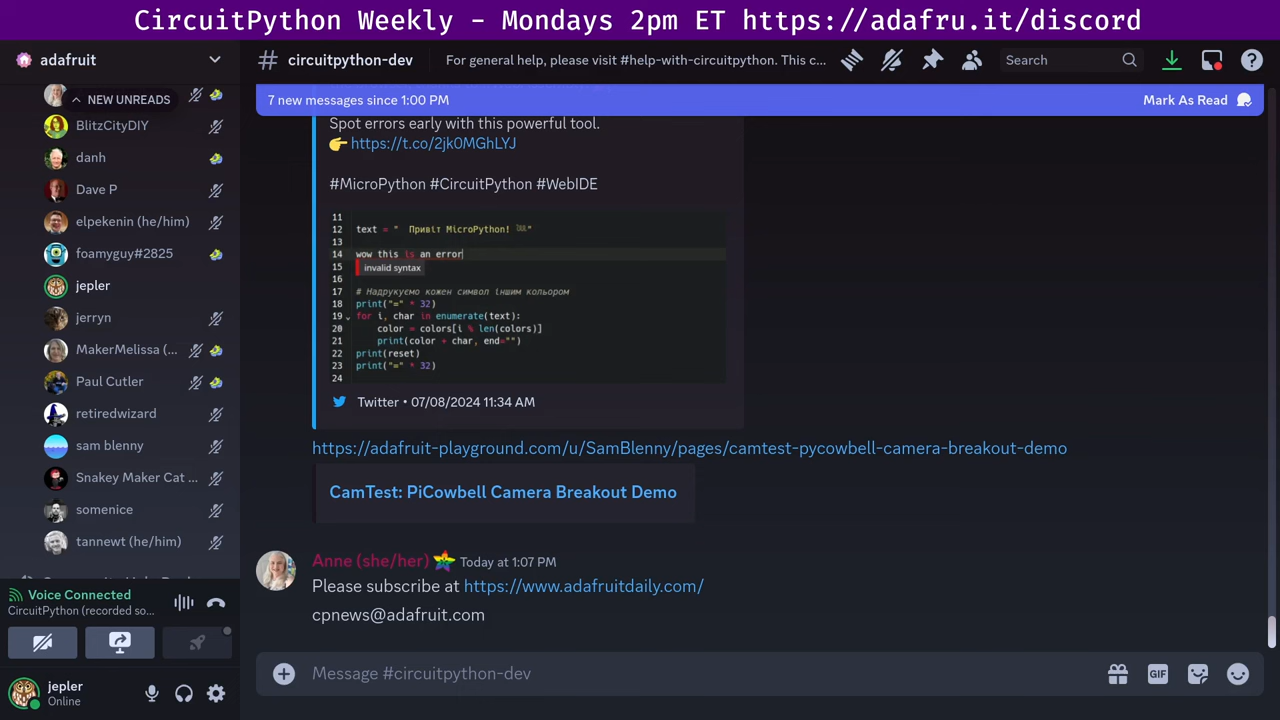 CircuitPython Weekly - Mondays 2pm ET https://adafru.it/discord
adafruit
NEW UNREADS
BlitzCityDIY
danh
Dave P
elpekenin (he/him)
foamyguy#2825
jepler
jerryn
MakerMelissa (...
Paul Cutler
retiredwizard
sam blenny
Snakey Maker Cat ...
somenice
tannewt (he/him)
Voice Connected
CircuitPython (recorded so...
jepler
Online
# circuitpython-dev
For general help, please visit #help-with-circuitpython. This c...
Search
7 new messages since 1:00 PM
Mark As Read
Spot errors early with this powerful tool.
👉 https://t.co/2jk0MGhLYJ
#MicroPython #CircuitPython #WebIDE
11
12 text = " Привіт MicroPython! "
13
14 wow this is an error
15 invalid syntax
16
17 # Надрукуємо кожен символ іншим кольором
18 print("=" * 32)
19 for i, char in enumerate(text):
20 color = colors[i % len(colors)]
21 print(color + char, end="")
22 print(reset)
23 print("=" * 32)
24
Twitter • 07/08/2024 11:34 AM
https://adafruit-playground.com/u/SamBlenny/pages/camtest-pycowbell-camera-breakout-demo
CamTest: PiCowbell Camera Breakout Demo
Anne (she/her) Today at 1:07 PM
Please subscribe at https://www.adafruitdaily.com/
cpnews@adafruit.com
Message #circuitpython-dev
GIF